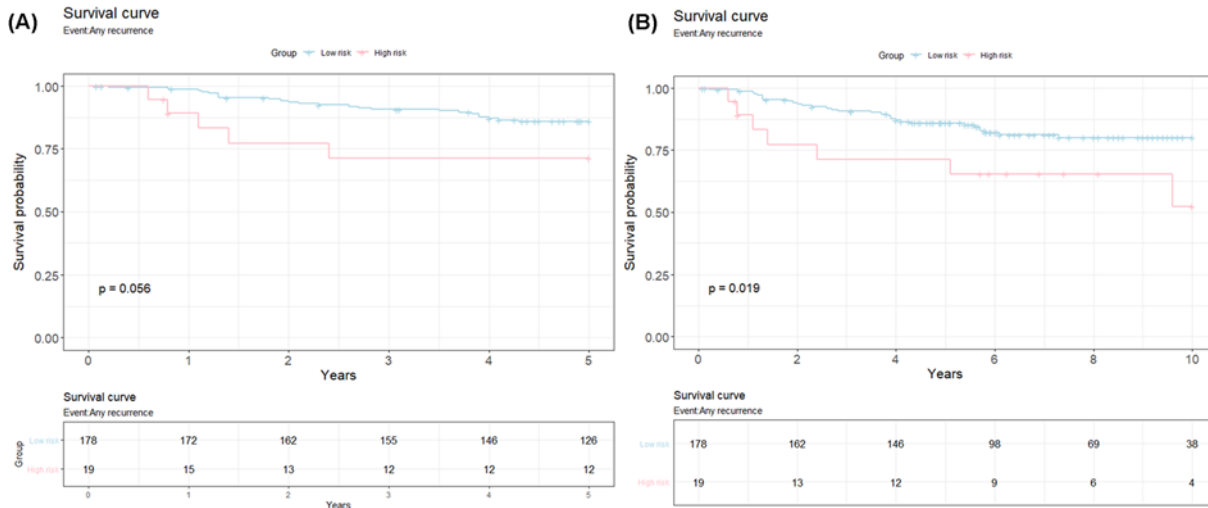 (A)
Survival curve
Event:Any recurrence
Group Low risk High risk
1.00
0.75
0.50
0.25
0.00
Survival probability
p = 0.056
0 1 2 3 4 5
Years
Survival curve
Event:Any recurrence
Group
Low risk 178 172 162 155 146 126
High risk 19 15 13 12 12 12
0 1 2 3 4 5
Years
(B)
Survival curve
Event:Any recurrence
Group Low risk High risk
1.00
0.75
0.50
0.25
0.00
Survival probability
p = 0.019
0 2 4 6 8 10
Years
Survival curve
Event:Any recurrence
Low risk 178 162 146 98 69 38
High risk 19 13 12 9 6 4